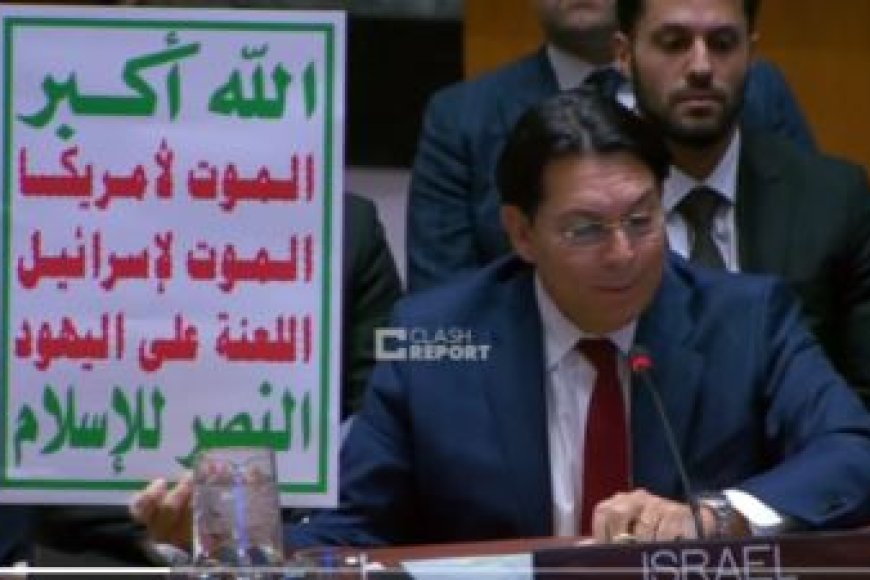 الله أكبر
الموت لأمريكا
الموت لإسرائيل
اللعنة على اليهود
النصر للإسلام
CLASH
REPORT
ISRAEL